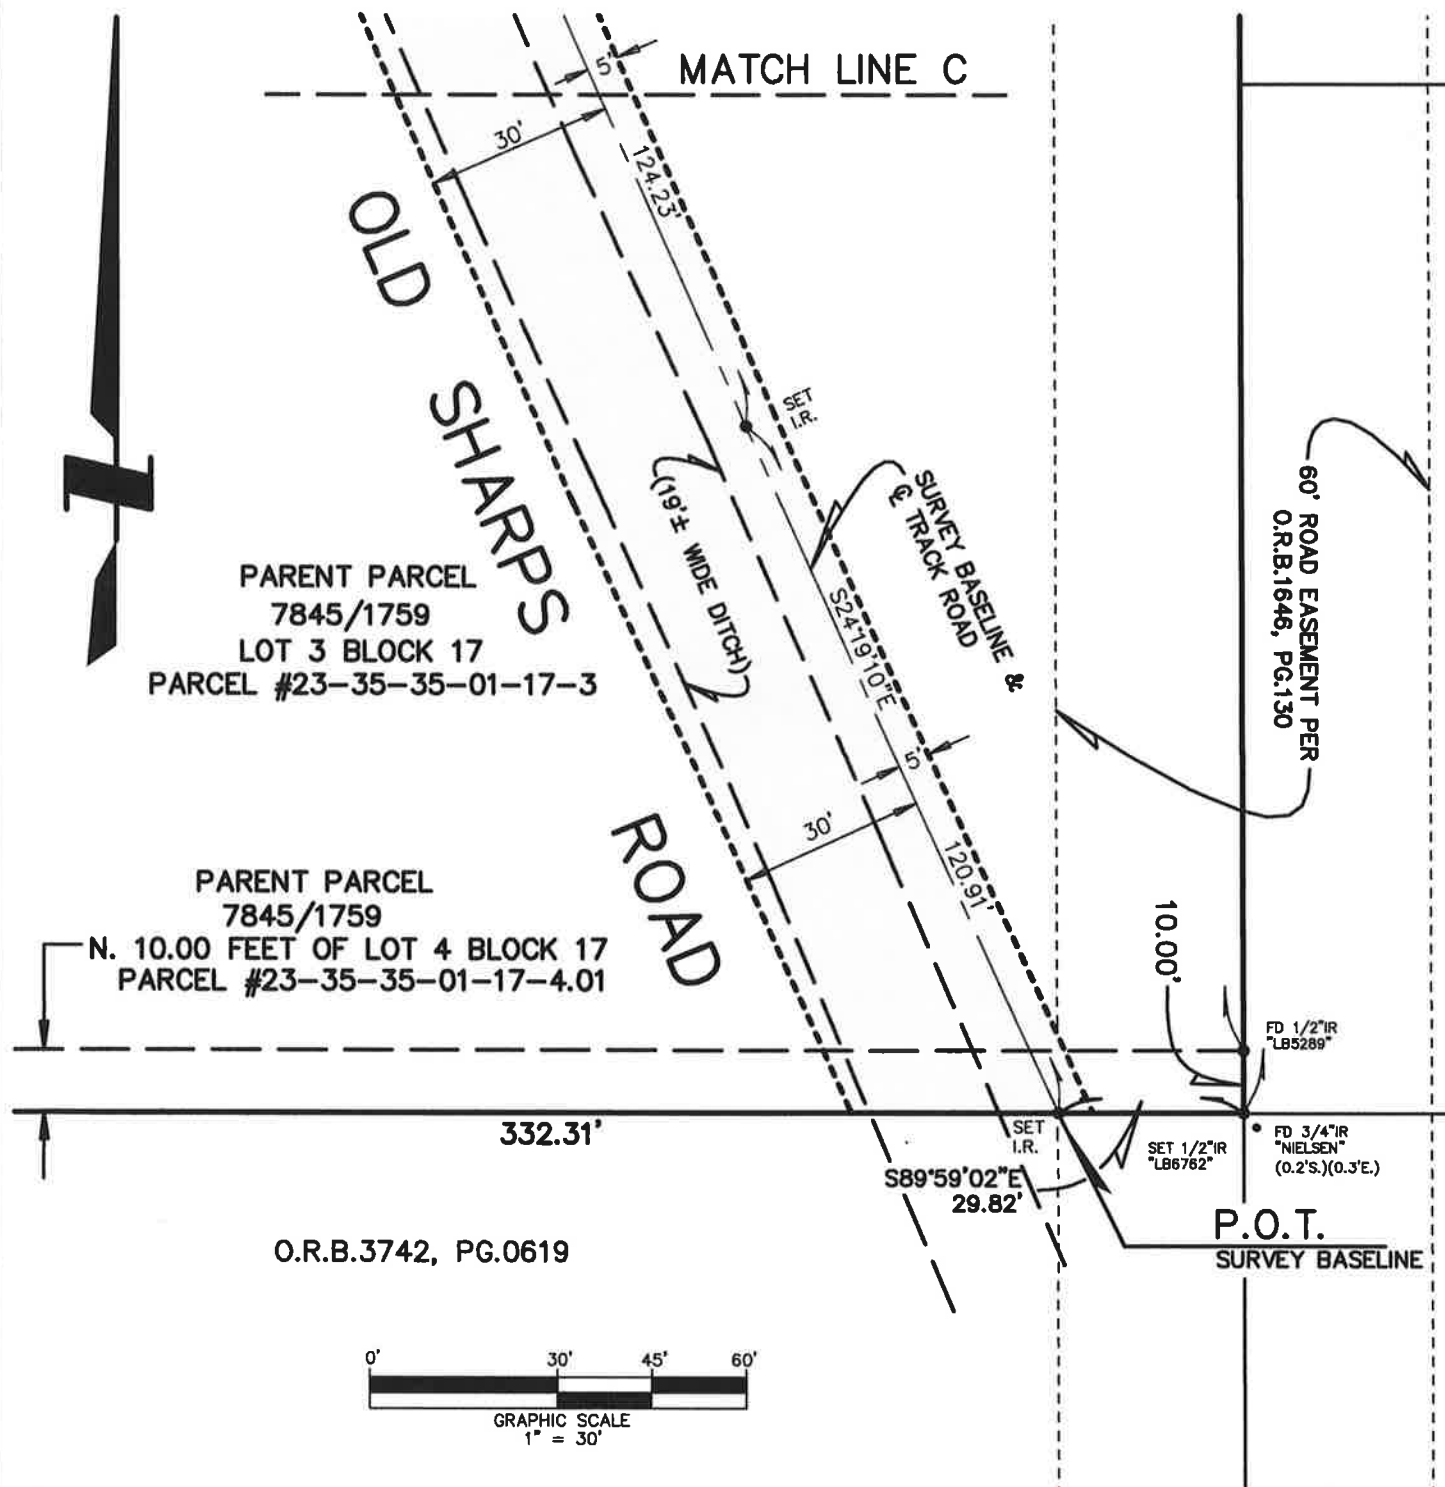 MATCH LINE C
5'
30'
124.23'
OLD SHARPS ROAD
SET
I.R.
(19'± WIDE DITCH)
SURVEY BASELINE &
℄ TRACK ROAD
S24°19'10"E
60' ROAD EASEMENT PER
O.R.B.1646, PG.130
PARENT PARCEL
7845/1759
LOT 3 BLOCK 17
PARCEL #23-35-35-01-17-3
5'
30'
120.91'
PARENT PARCEL
7845/1759
N. 10.00 FEET OF LOT 4 BLOCK 17
PARCEL #23-35-35-01-17-4.01
10.00'
FD 1/2"IR
"LB5289"
332.31'
SET
I.R.
S89°59'02"E
29.82'
SET 1/2"IR
"LB6762"
FD 3/4"IR
"NIELSEN"
(0.2'S.)(0.3'E.)
P.O.T.
SURVEY BASELINE
O.R.B.3742, PG.0619
0' 30' 45' 60'
GRAPHIC SCALE
1" = 30'